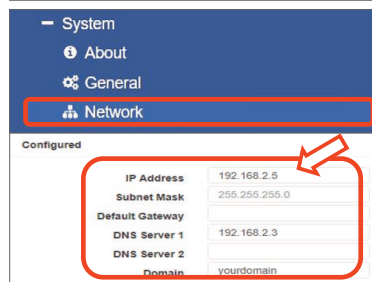 System
About
General
Network
Configured
IP Address 192.168.2.5
Subnet Mask 255.255.255.0
Default Gateway
DNS Server 1 192.168.2.3
DNS Server 2
Domain yourdomain